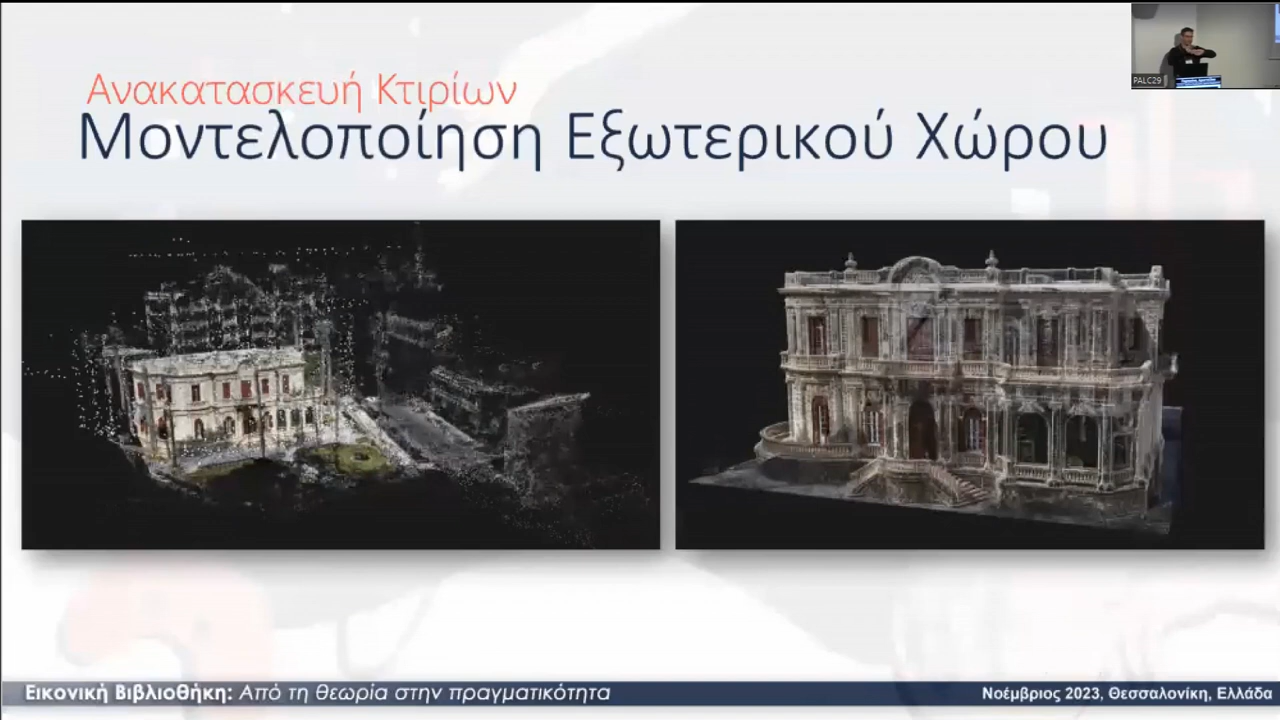 Ανακατασκευή Κτιρίων
Μοντελοποίηση Εξωτερικού Χώρου
PALC29
Εικονική Βιβλιοθήκη: Από τη θεωρία στην πραγματικότητα
Νοέμβριος 2023, Θεσσαλονίκη, Ελλάδα